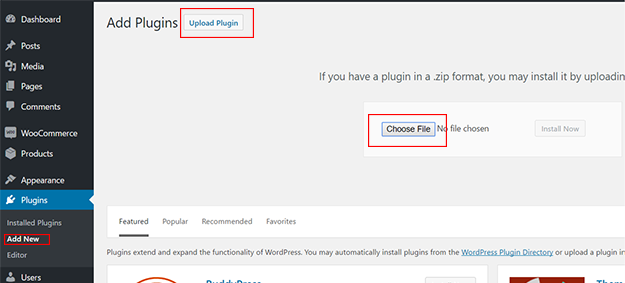 Dashboard
Posts
Media
Pages
Comments
WooCommerce
Products
Appearance
Plugins
Installed Plugins
Add New
Editor
Users
Add Plugins Upload Plugin
If you have a plugin in a .zip format, you may install it by uploadin
Choose File No file chosen Install Now
Featured Popular Recommended Favorites
Plugins extend and expand the functionality of WordPress. You may automatically install plugins from the WordPress Plugin Directory or upload a plugin in
BuddyPress